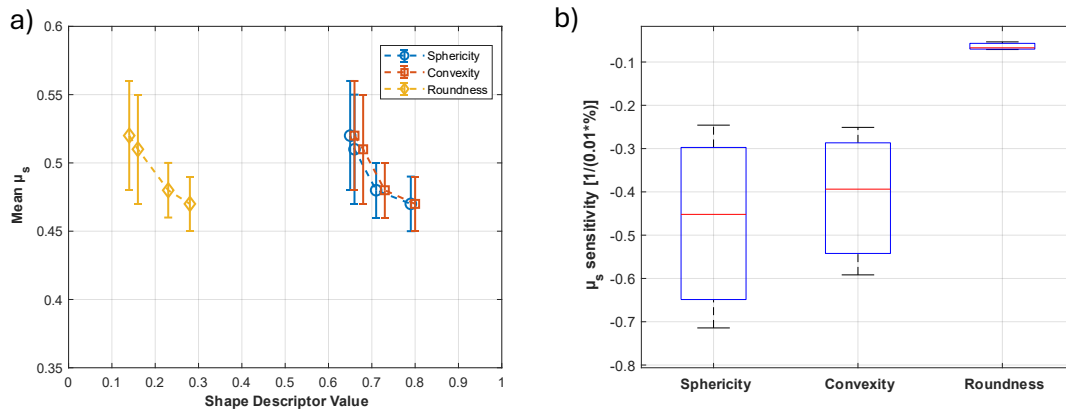 a)
0.6
0.55
0.5
0.45
0.4
0.35
Mean μs
0
0.1
0.2
0.3
0.4
0.5
0.6
0.7
0.8
0.9
1
Shape Descriptor Value
Sphericity
Convexity
Roundness
b)
-0.1
-0.2
-0.3
-0.4
-0.5
-0.6
-0.7
-0.8
μs sensitivity [1/(0.01*%)]
Sphericity
Convexity
Roundness